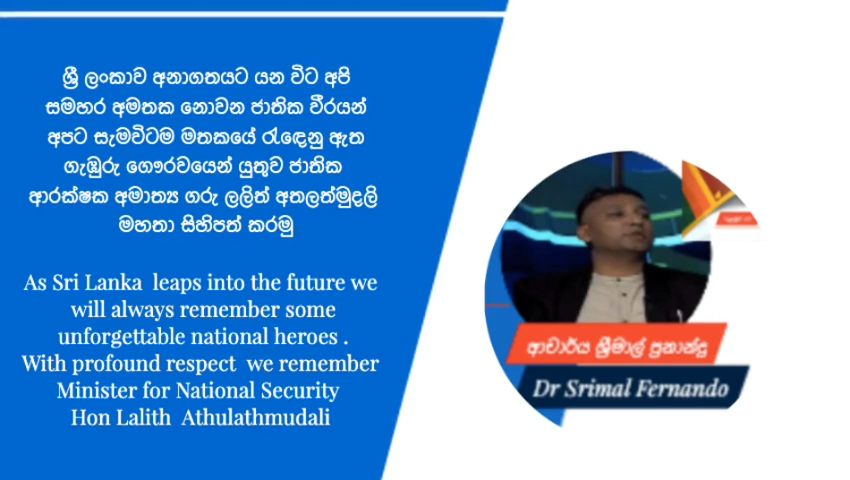 ශ්‍රී ලංකාව අනාගතයට යන විට අපි
සමහර අමතක නොවන ජාතික වීරයන්
අපට සැමවිටම මතකයේ රැඳෙනු ඇත
ගැඹුරු ගෞරවයෙන් යුතුව ජාතික
ආරක්ෂක අමාත්‍ය ගරු ලලිත් අතුලත්මුදලි
මහතා සිහිපත් කරමු
As Sri Lanka leaps into the future we
will always remember some
unforgettable national heroes .
With profound respect we remember
Minister for National Security
Hon Lalith Athulathmudali
ආචාර්ය ශ්‍රීමාල් ප්‍රනාන්දු
Dr Srimal Fernando